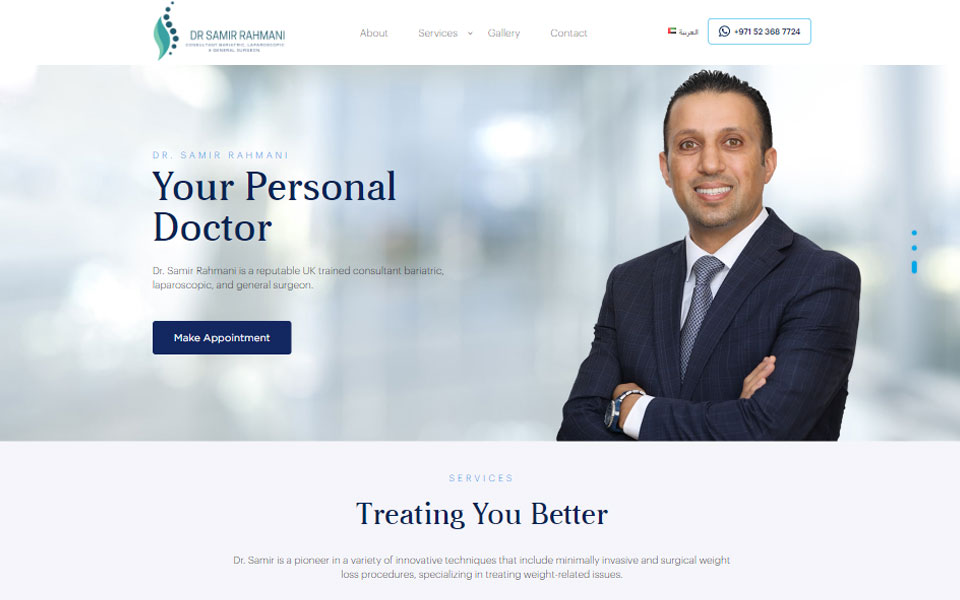 DR SAMIR RAHMANI
CONSULTANT BARIATRIC, LAPAROSCOPIC
& GENERAL SURGEON
About
Services
Gallery
Contact
العربية
+971 52 368 7724
DR. SAMIR RAHMANI
Your Personal
Doctor
Dr. Samir Rahmani is a reputable UK trained consultant bariatric,
laparoscopic, and general surgeon.
Make Appointment
SERVICES
Treating You Better
Dr. Samir is a pioneer in a variety of innovative techniques that include minimally invasive and surgical weight
loss procedures, specializing in treating weight-related issues.